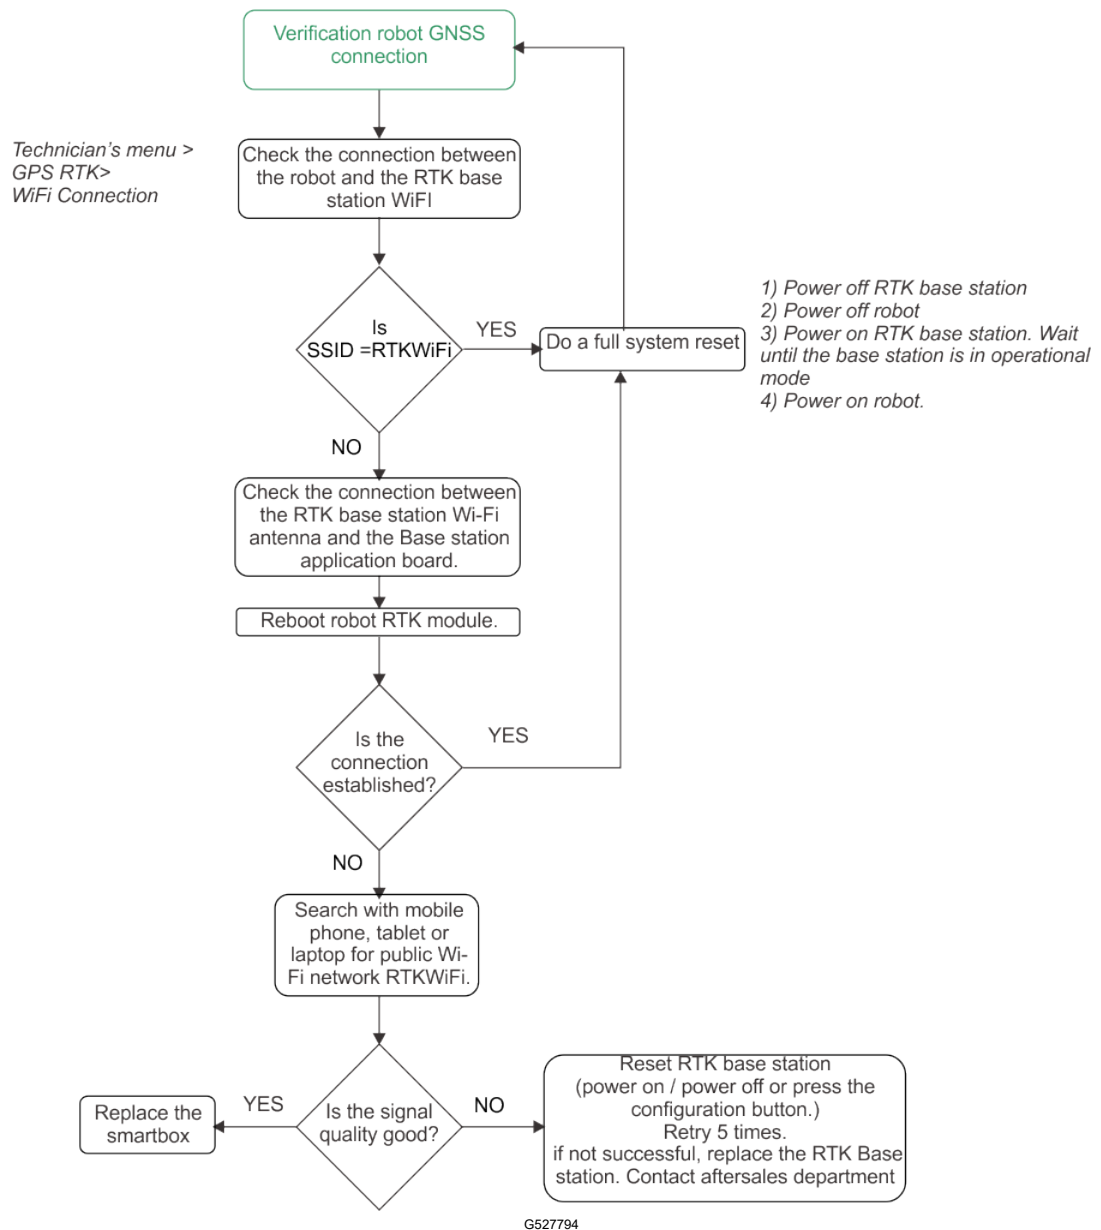 Verification robot GNSS
connection
Technician's menu >
GPS RTK>
WiFi Connection
Check the connection between
the robot and the RTK base
station WiFI
Is
SSID =RTKWiFi
YES
Do a full system reset
1) Power off RTK base station
2) Power off robot
3) Power on RTK base station. Wait
until the base station is in operational
mode
4) Power on robot.
NO
Check the connection between
the RTK base station Wi-Fi
antenna and the Base station
application board.
Reboot robot RTK module.
Is the
connection
established?
YES
NO
Search with mobile
phone, tablet or
laptop for public Wi-
Fi network RTKWiFi.
Is the signal
quality good?
YES
Replace the
smartbox
NO
Reset RTK base station
(power on / power off or press the
configuration button.)
Retry 5 times.
if not successful, replace the RTK Base
station. Contact aftersales department
G527794